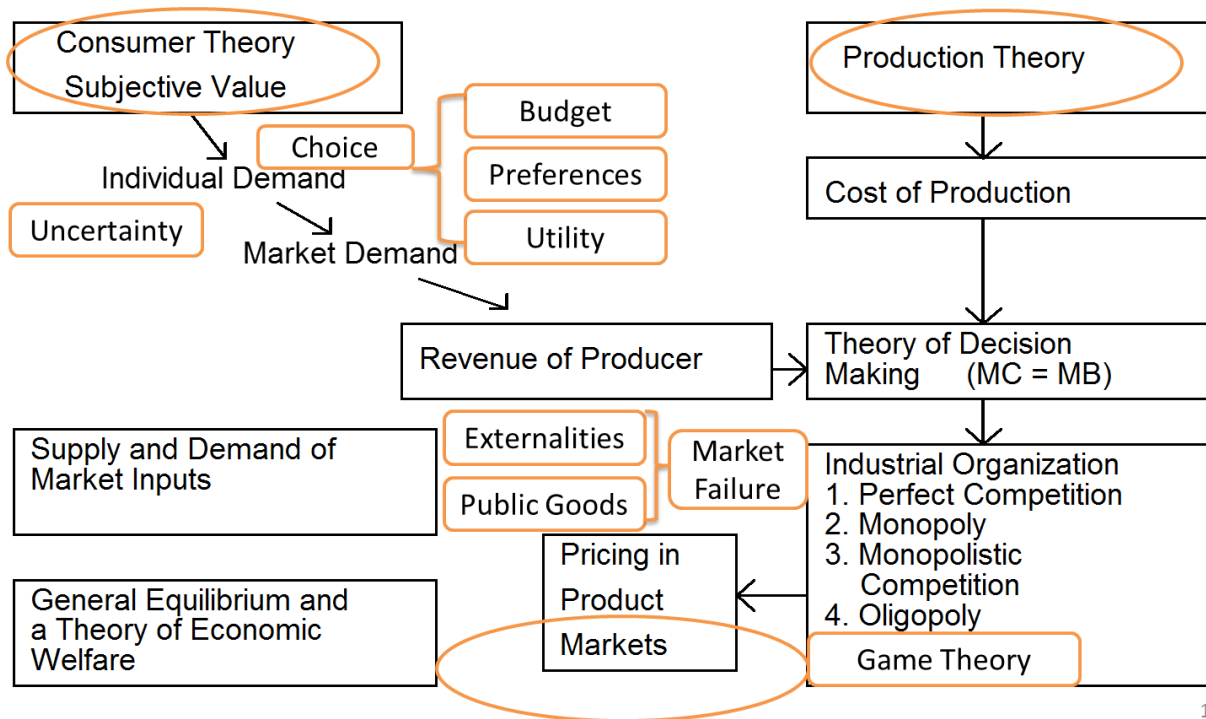 Consumer Theory
Subjective Value
Production Theory
Budget
Choice
Preferences
Individual Demand
Cost of Production
Uncertainty
Utility
Market Demand
Revenue of Producer
Theory of Decision
Making (MC = MB)
Supply and Demand of
Market Inputs
Externalities
Public Goods
Market
Failure
Industrial Organization
1. Perfect Competition
2. Monopoly
3. Monopolistic
Competition
4. Oligopoly
Game Theory
Pricing in
Product
Markets
General Equilibrium and
a Theory of Economic
Welfare
1